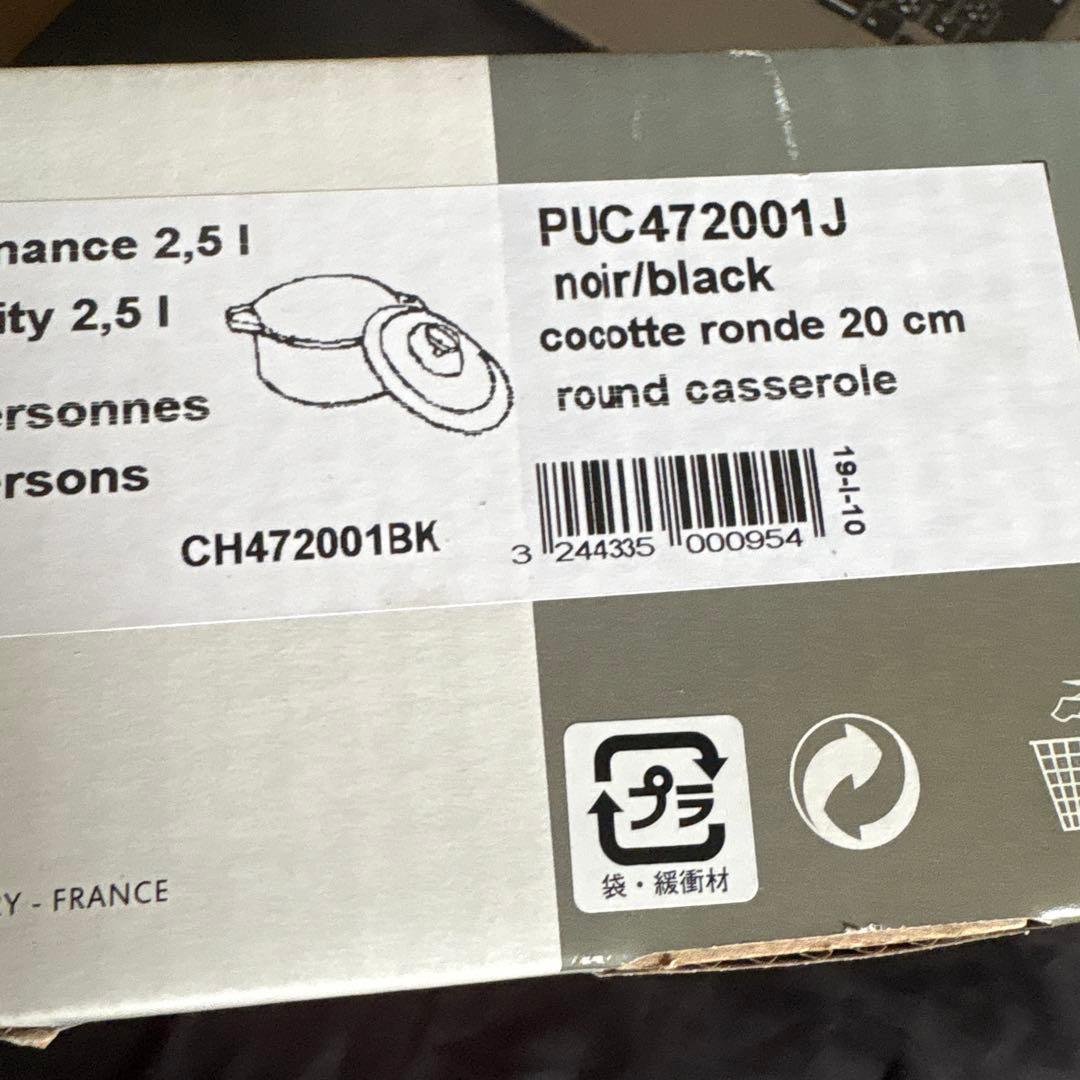 nance 2,5 l
ity 2,5 l
ersonnes
ersons
CH472001BK
PUC472001J
noir/black
cocotte ronde 20 cm
round casserole
19-I-10
3 244335 000954
プラ
袋・緩衝材
Y - FRANCE